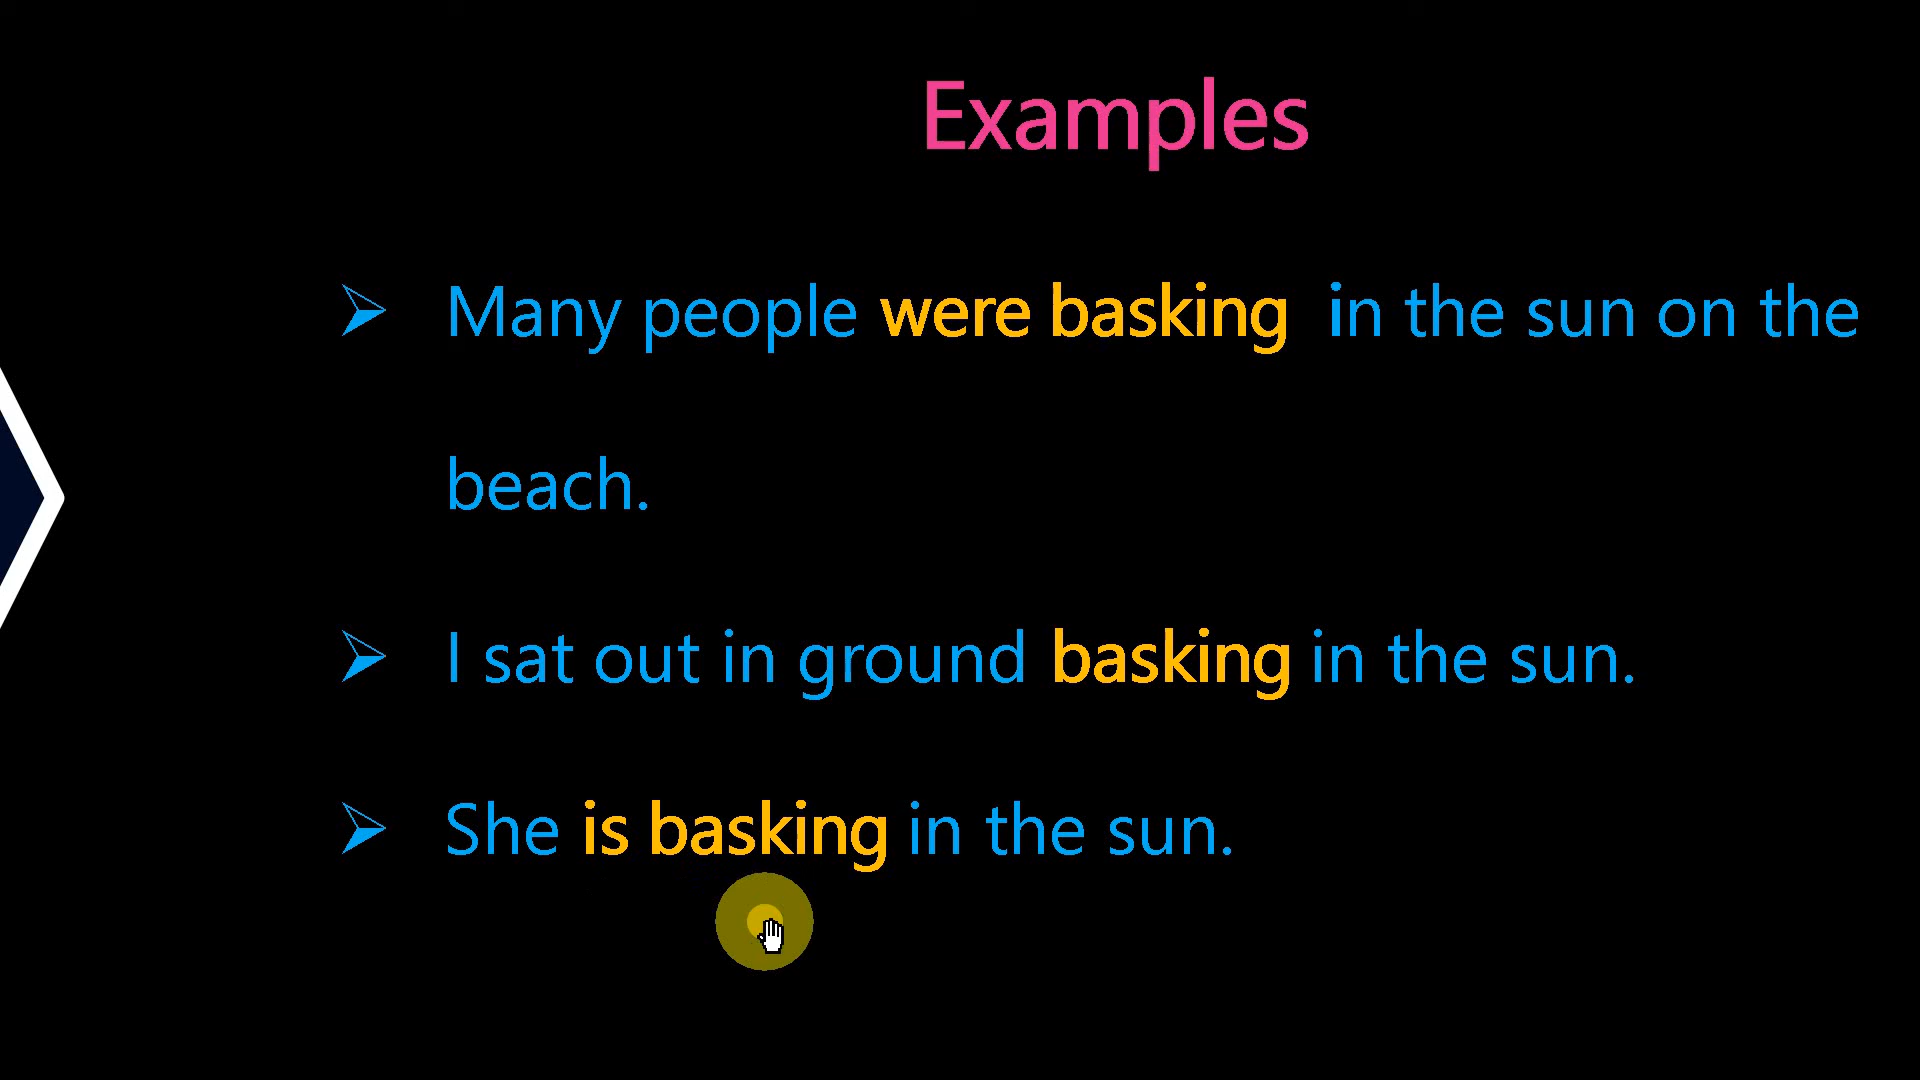 Examples
Many people were basking in the sun on the
beach.
I sat out in ground basking in the sun.
She is basking in the sun.